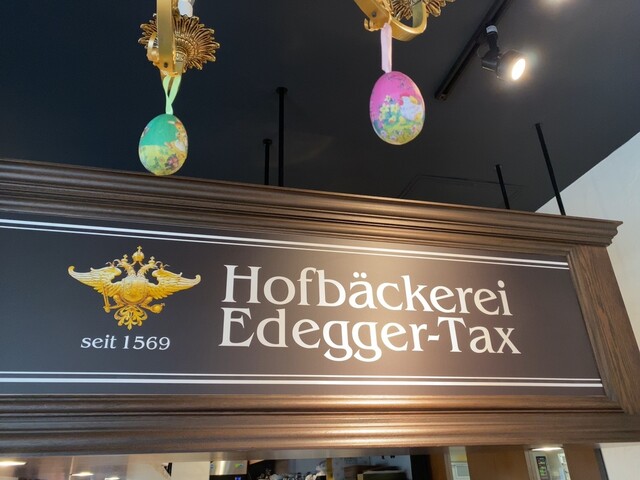 Hofbäckerei
Edegger-Tax
seit 1569